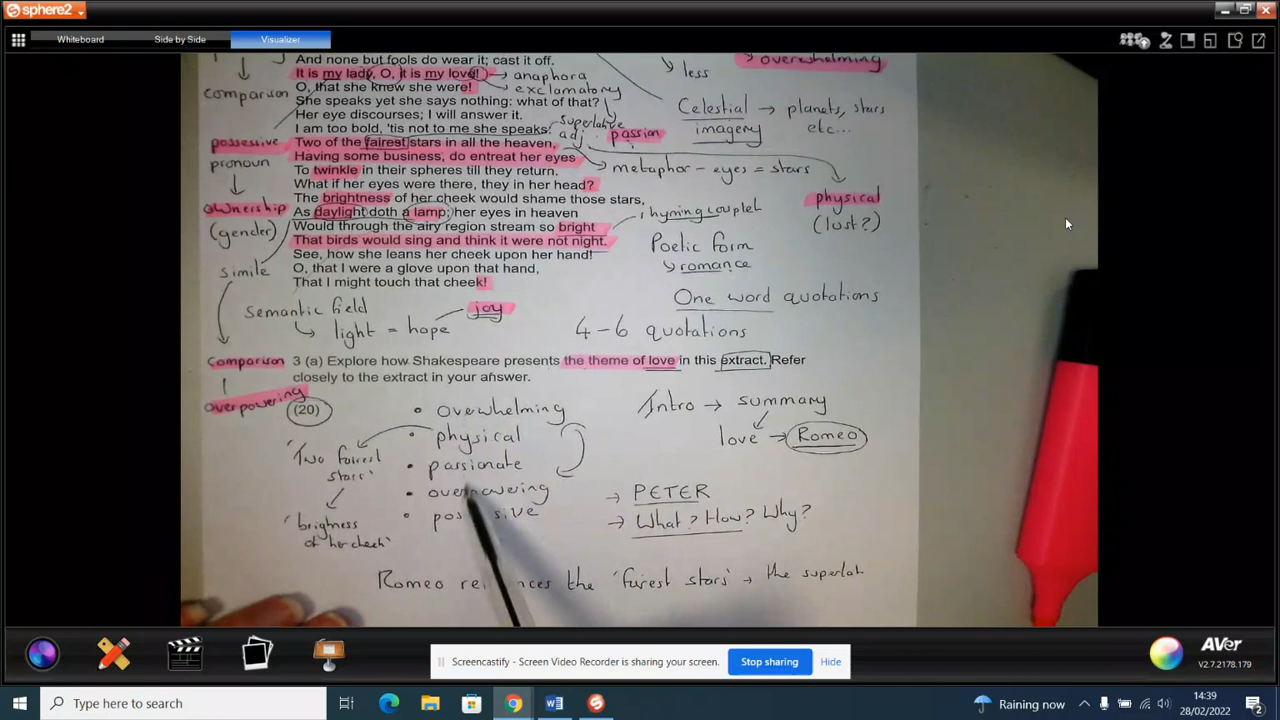 sphere2
Whiteboard
Side by Side
Visualizer
And none but fools do wear it; cast it off.
It is my lady, O, it is my love!
O, that she knew she were!
She speaks yet she says nothing: what of that?
Her eye discourses; I will answer it.
I am too bold, 'tis not to me she speaks:
Two of the fairest stars in all the heaven,
Having some business, do entreat her eyes
To twinkle in their spheres till they return.
What if her eyes were there, they in her head?
The brightness of her cheek would shame those stars,
As daylight doth a lamp; her eyes in heaven
Would through the airy region stream so bright
That birds would sing and think it were not night.
See, how she leans her cheek upon her hand!
O, that I were a glove upon that hand,
That I might touch that cheek!
comparison
possessive
pronoun
ownership
(gender)
simile
comparison
overpowering
anaphora
exclamatory
superlative
adj
passion
metaphor - eyes = stars
less
overwhelming
Celestial → planets, stars
imagery etc...
physical
(lust?)
rhyming couplet
Poetic form
romance
One word quotations
4-6 quotations
Semantic field
light = hope
joy
3 (a) Explore how Shakespeare presents the theme of love in this extract. Refer
closely to the extract in your answer.
(20)
• overwhelming
• physical
• passionate
• overpowering
'Two fairest
stars'
'brighness
of her cheek'
Intro → summary
love → Romeo
→ PETER
→ What? How? Why?
Romeo the 'fairest stars' → the superlat
Screencastify - Screen Video Recorder is sharing your screen.
Stop sharing
Hide
AVer
V2.7.2178.179
Type here to search
Raining now
14:39
28/02/2022
2